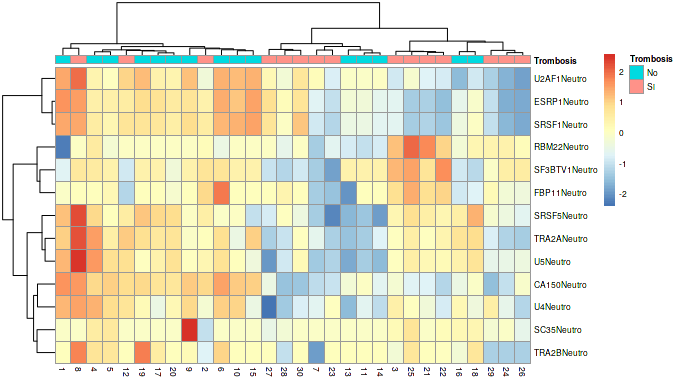 Trombosis
Trombosis
No
SI
U2AF1Neutro
ESRP1Neutro
SRSF1Neutro
RBM22Neutro
SF3BTV1Neutro
FBP11Neutro
SRSF5Neutro
TRA2ANeutro
U5Neutro
CA150Neutro
U4Neutro
SC35Neutro
TRA2BNeutro
2
1
0
-1
-2
1 8 4 5 12 19 17 20 9 2 6 10 15 27 28 30 7 23 13 11 14 3 25 21 22 16 18 29 24 26